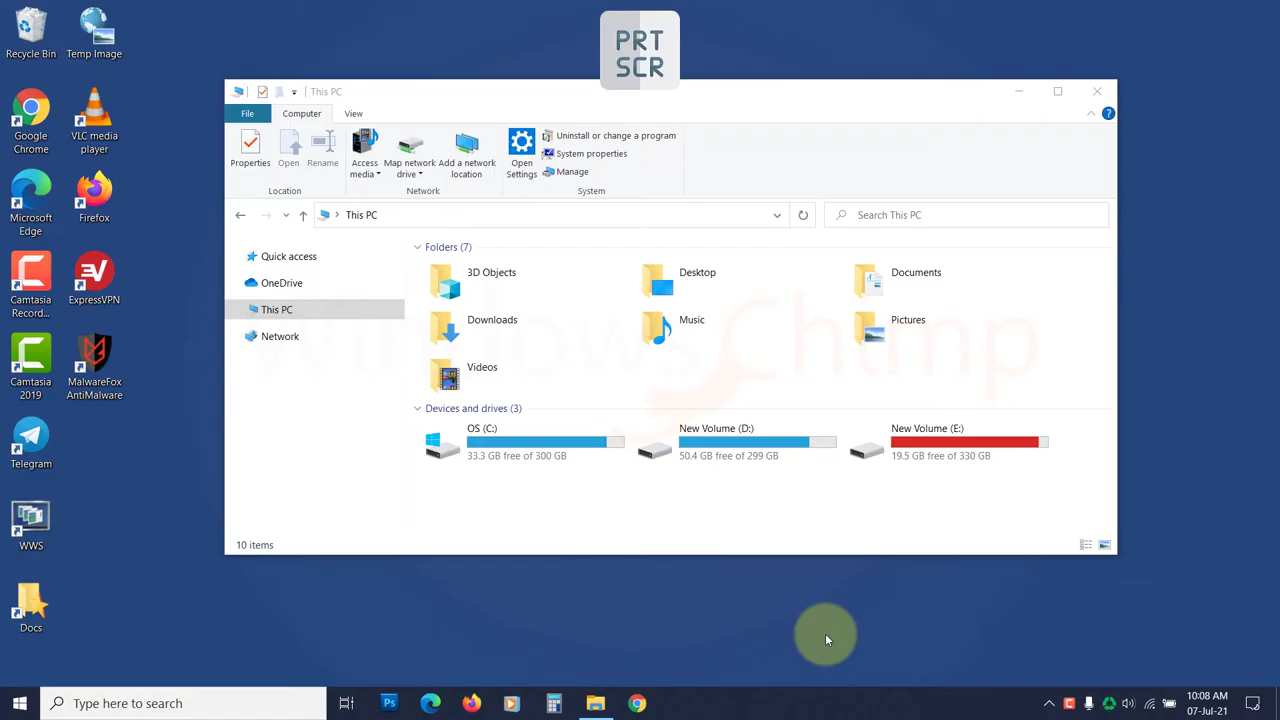 PRT
SCR
Recycle Bin
Temp Image
Google
Chrome
VLC media
player
Microsoft
Edge
Firefox
Camtasia
Record...
ExpressVPN
Camtasia
2019
MalwareFox
AntiMalware
Telegram
WWS
Docs
This PC
File
Computer
View
?
Properties
Open
Rename
Location
Access
media
Map network
drive
Add a network
location
Network
Open
Settings
Uninstall or change a program
System properties
Manage
System
This PC
Search This PC
Quick access
OneDrive
This PC
Network
Folders (7)
3D Objects
Desktop
Documents
Downloads
Music
Pictures
Videos
Windows Chimp
Devices and drives (3)
OS (C:)
33.3 GB free of 300 GB
New Volume (D:)
50.4 GB free of 299 GB
New Volume (E:)
19.5 GB free of 330 GB
10 items
Type here to search
Ps
10:08 AM
07-Jul-21